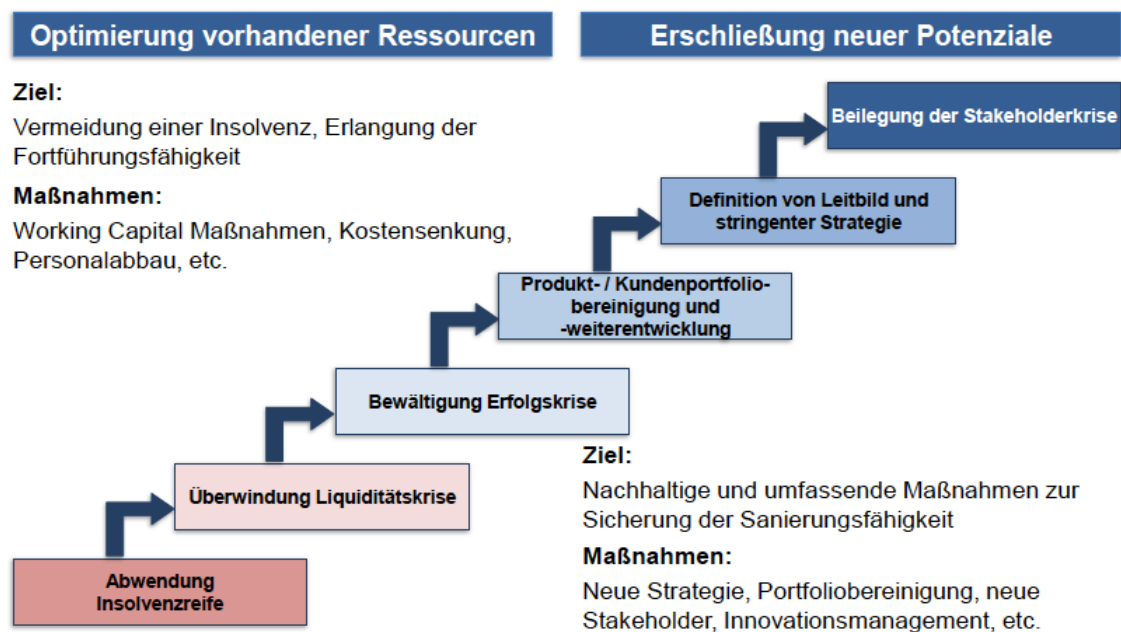 Optimierung vorhandener Ressourcen
Erschließung neuer Potenziale
Ziel:
Vermeidung einer Insolvenz, Erlangung der
Fortführungsfähigkeit
Maßnahmen:
Working Capital Maßnahmen, Kostensenkung,
Personalabbau, etc.
Beilegung der Stakeholderkrise
Definition von Leitbild und
stringenter Strategie
Produkt- / Kundenportfolio-
bereinigung und
-weiterentwicklung
Bewältigung Erfolgskrise
Überwindung Liquiditätskrise
Abwendung
Insolvenzreife
Ziel:
Nachhaltige und umfassende Maßnahmen zur
Sicherung der Sanierungsfähigkeit
Maßnahmen:
Neue Strategie, Portfoliobereinigung, neue
Stakeholder, Innovationsmanagement, etc.